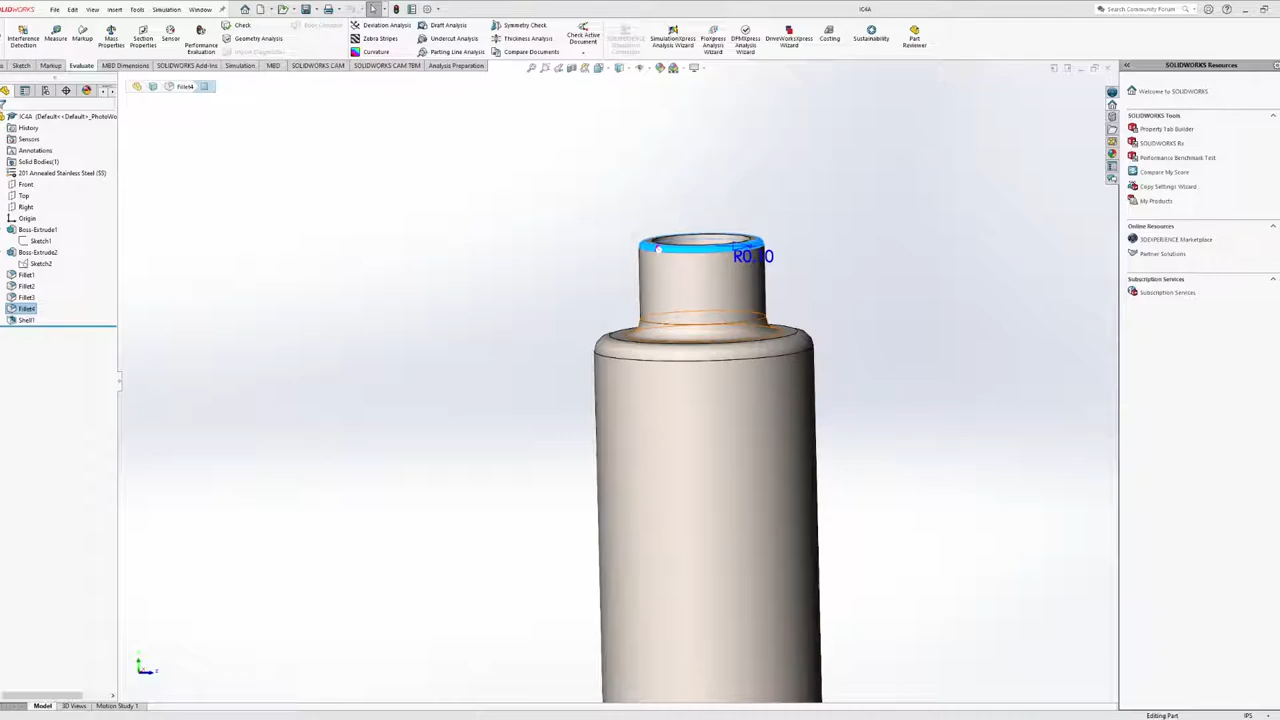 SOLIDWORKS File Edit View Insert Tools Simulation Window IC4A Search Community Forum
Check Deviation Analysis Draft Analysis Symmetry Check
Interference Detection Measure Markup Mass Properties Section Properties Sensor Performance Evaluation Geometry Analysis Zebra Stripes Undercut Analysis Thickness Analysis Check Active Document SimulationXpress Analysis Wizard FloXpress Analysis Wizard DFMXpress Analysis Wizard DriveWorksXpress Wizard Costing Sustainability Part Reviewer
Import Diagnostics Curvature Parting Line Analysis Compare Documents
Sketch Markup Evaluate MBD Dimensions SOLIDWORKS Add-Ins Simulation MBD SOLIDWORKS CAM SOLIDWORKS CAM TBM Analysis Preparation
SOLIDWORKS Resources
Fillet4
IC4A (Default<<Default>_PhotoWo
History
Sensors
Annotations
Solid Bodies(1)
201 Annealed Stainless Steel (SS)
Front
Top
Right
Origin
Boss-Extrude1
Sketch1
Boss-Extrude2
Sketch2
Fillet1
Fillet2
Fillet3
Fillet4
Shell1
Welcome to SOLIDWORKS
SOLIDWORKS Tools
Property Tab Builder
SOLIDWORKS Rx
Performance Benchmark Test
Compare My Score
Copy Settings Wizard
My Products
Online Resources
3DEXPERIENCE Marketplace
Partner Solutions
Subscription Services
Subscription Services
Model 3D Views Motion Study 1
Editing Part IPS